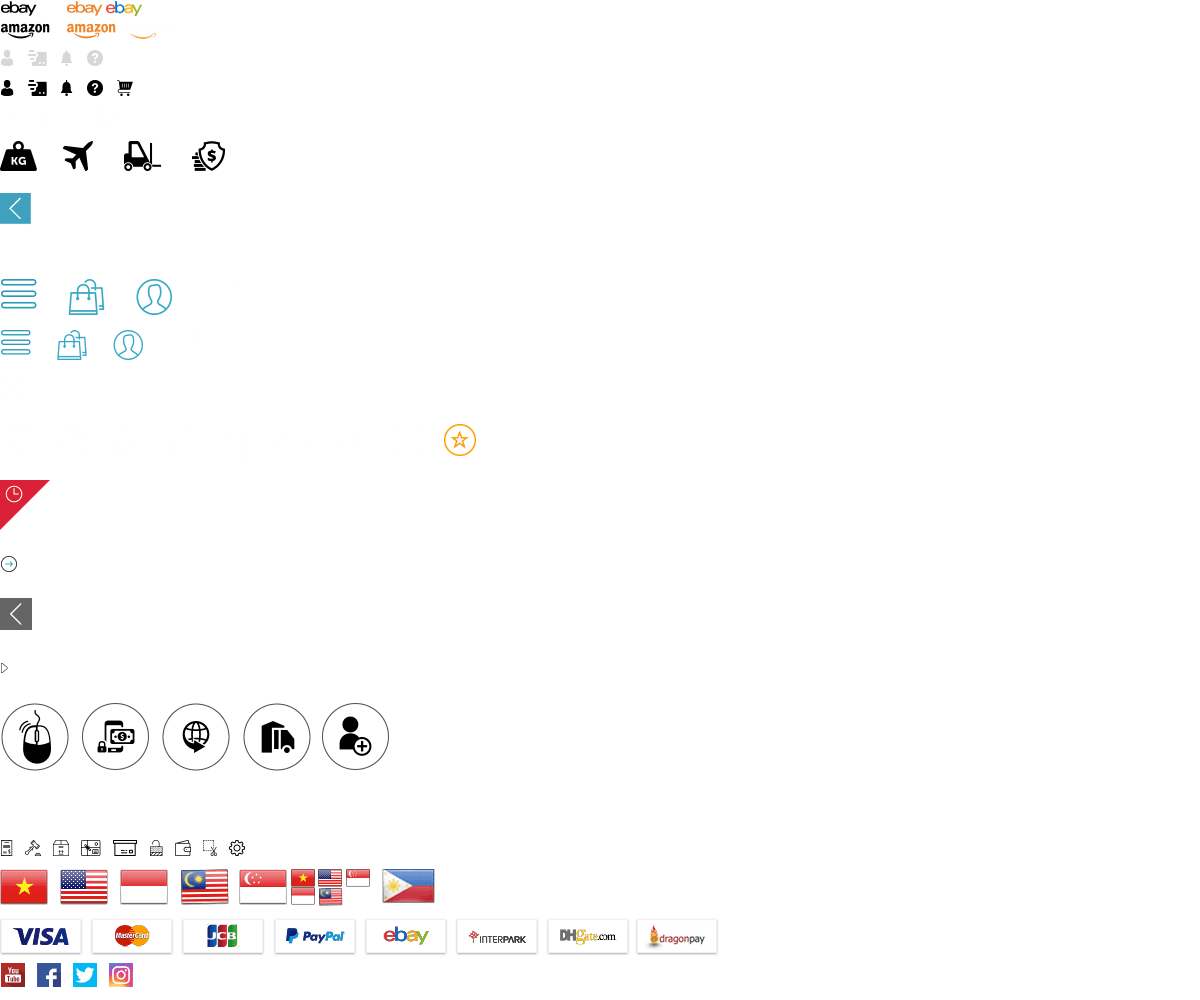 ebay ebay ebay
amazon amazon
?
?
KG $
$
VISA MasterCard JCB PayPal ebay INTERPARK DHgate.com dragonpay
You Tube f